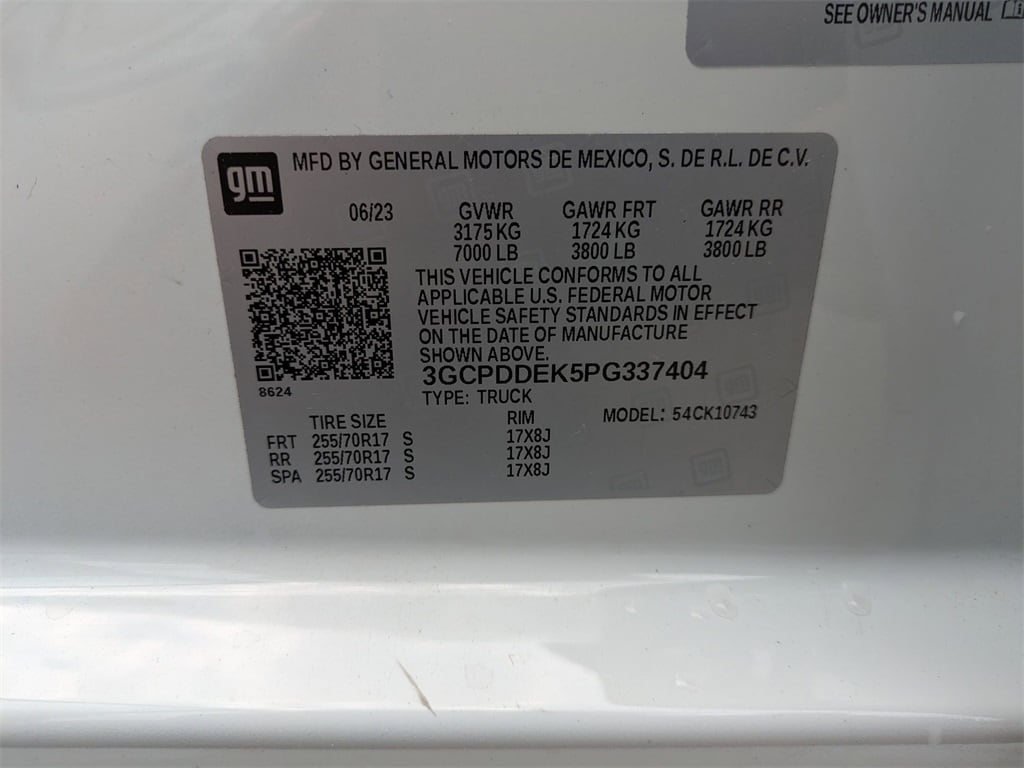 SEE OWNER'S MANUAL
gm MFD BY GENERAL MOTORS DE MEXICO, S. DE R.L. DE C.V.
06/23 GVWR GAWR FRT GAWR RR
3175 KG 1724 KG 1724 KG
7000 LB 3800 LB 3800 LB
THIS VEHICLE CONFORMS TO ALL
APPLICABLE U.S. FEDERAL MOTOR
VEHICLE SAFETY STANDARDS IN EFFECT
ON THE DATE OF MANUFACTURE
SHOWN ABOVE.
3GCPDDEK5PG337404
8624
TYPE: TRUCK
TIRE SIZE RIM MODEL: 54CK10743
FRT 255/70R17 S 17X8J
RR 255/70R17 S 17X8J
SPA 255/70R17 S 17X8J